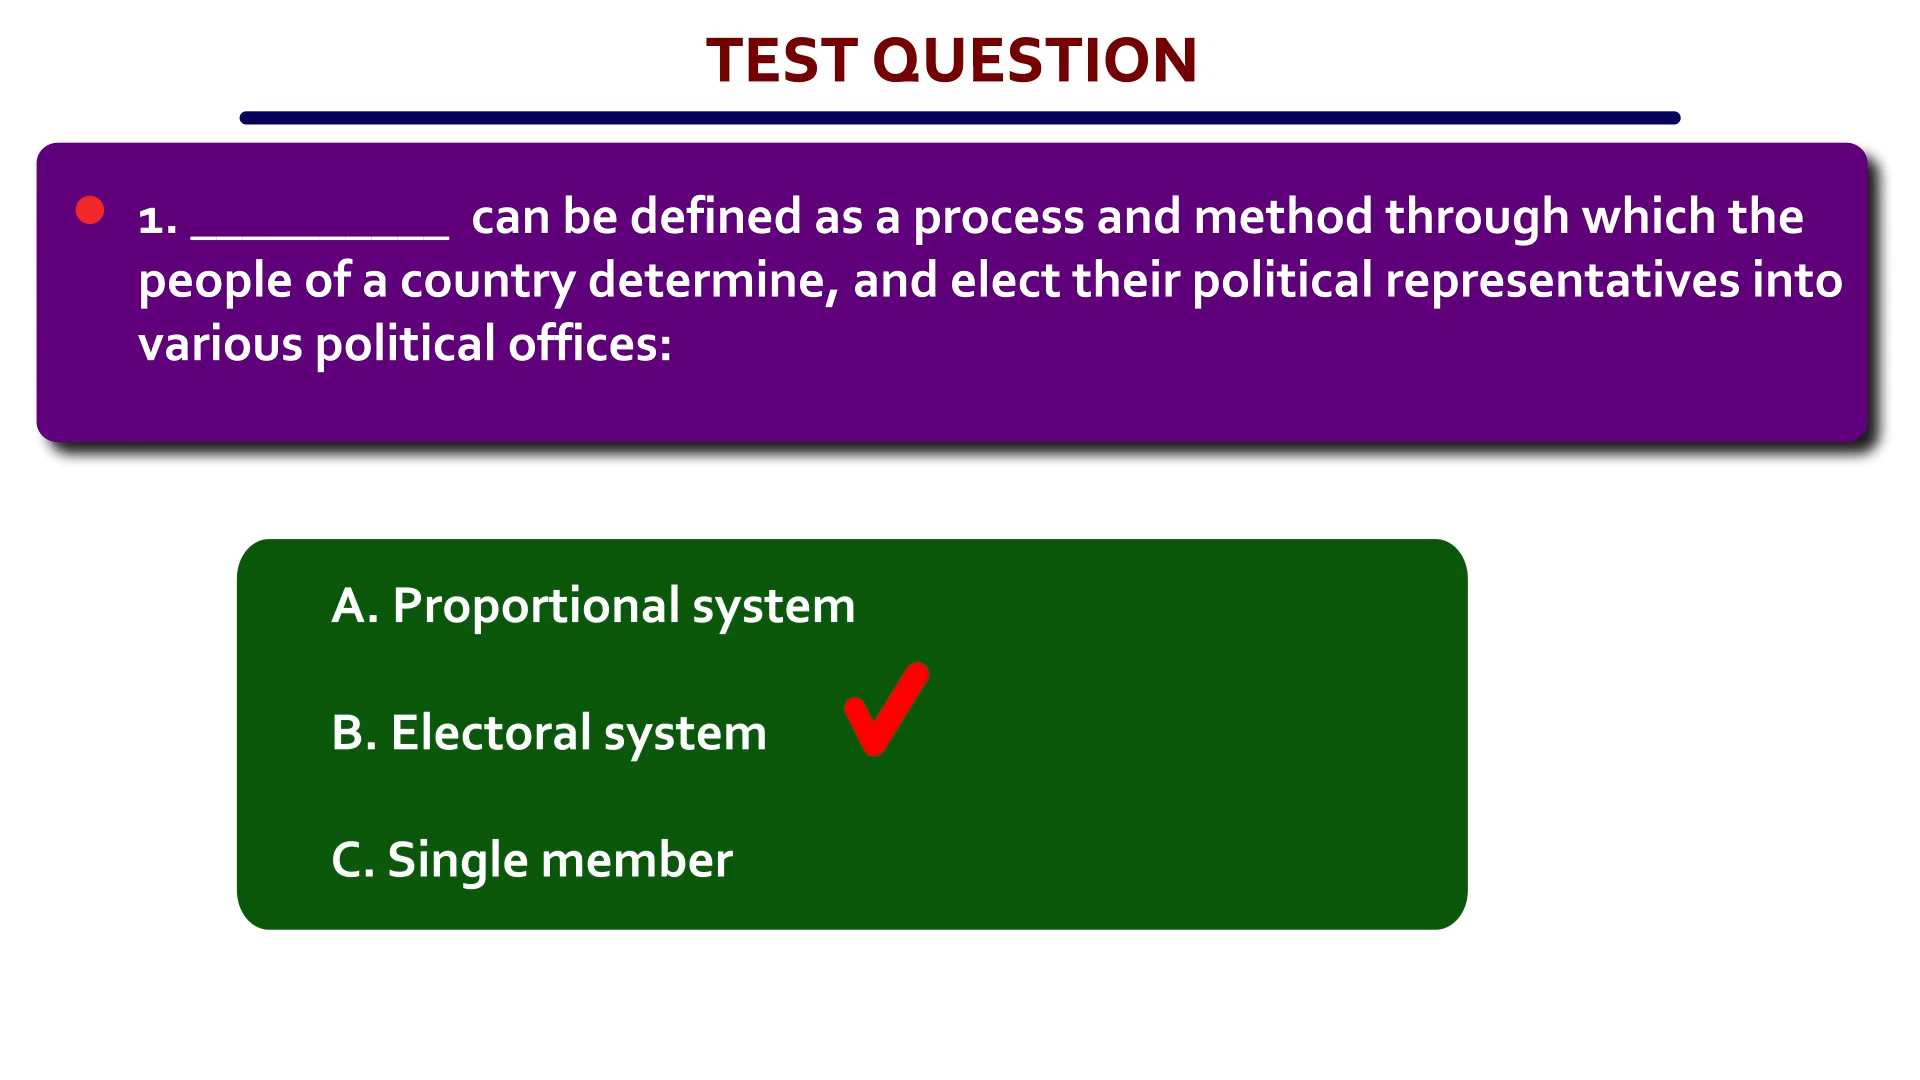 TEST QUESTION
1. __________ can be defined as a process and method through which the
people of a country determine, and elect their political representatives into
various political offices:
A. Proportional system
B. Electoral system
C. Single member